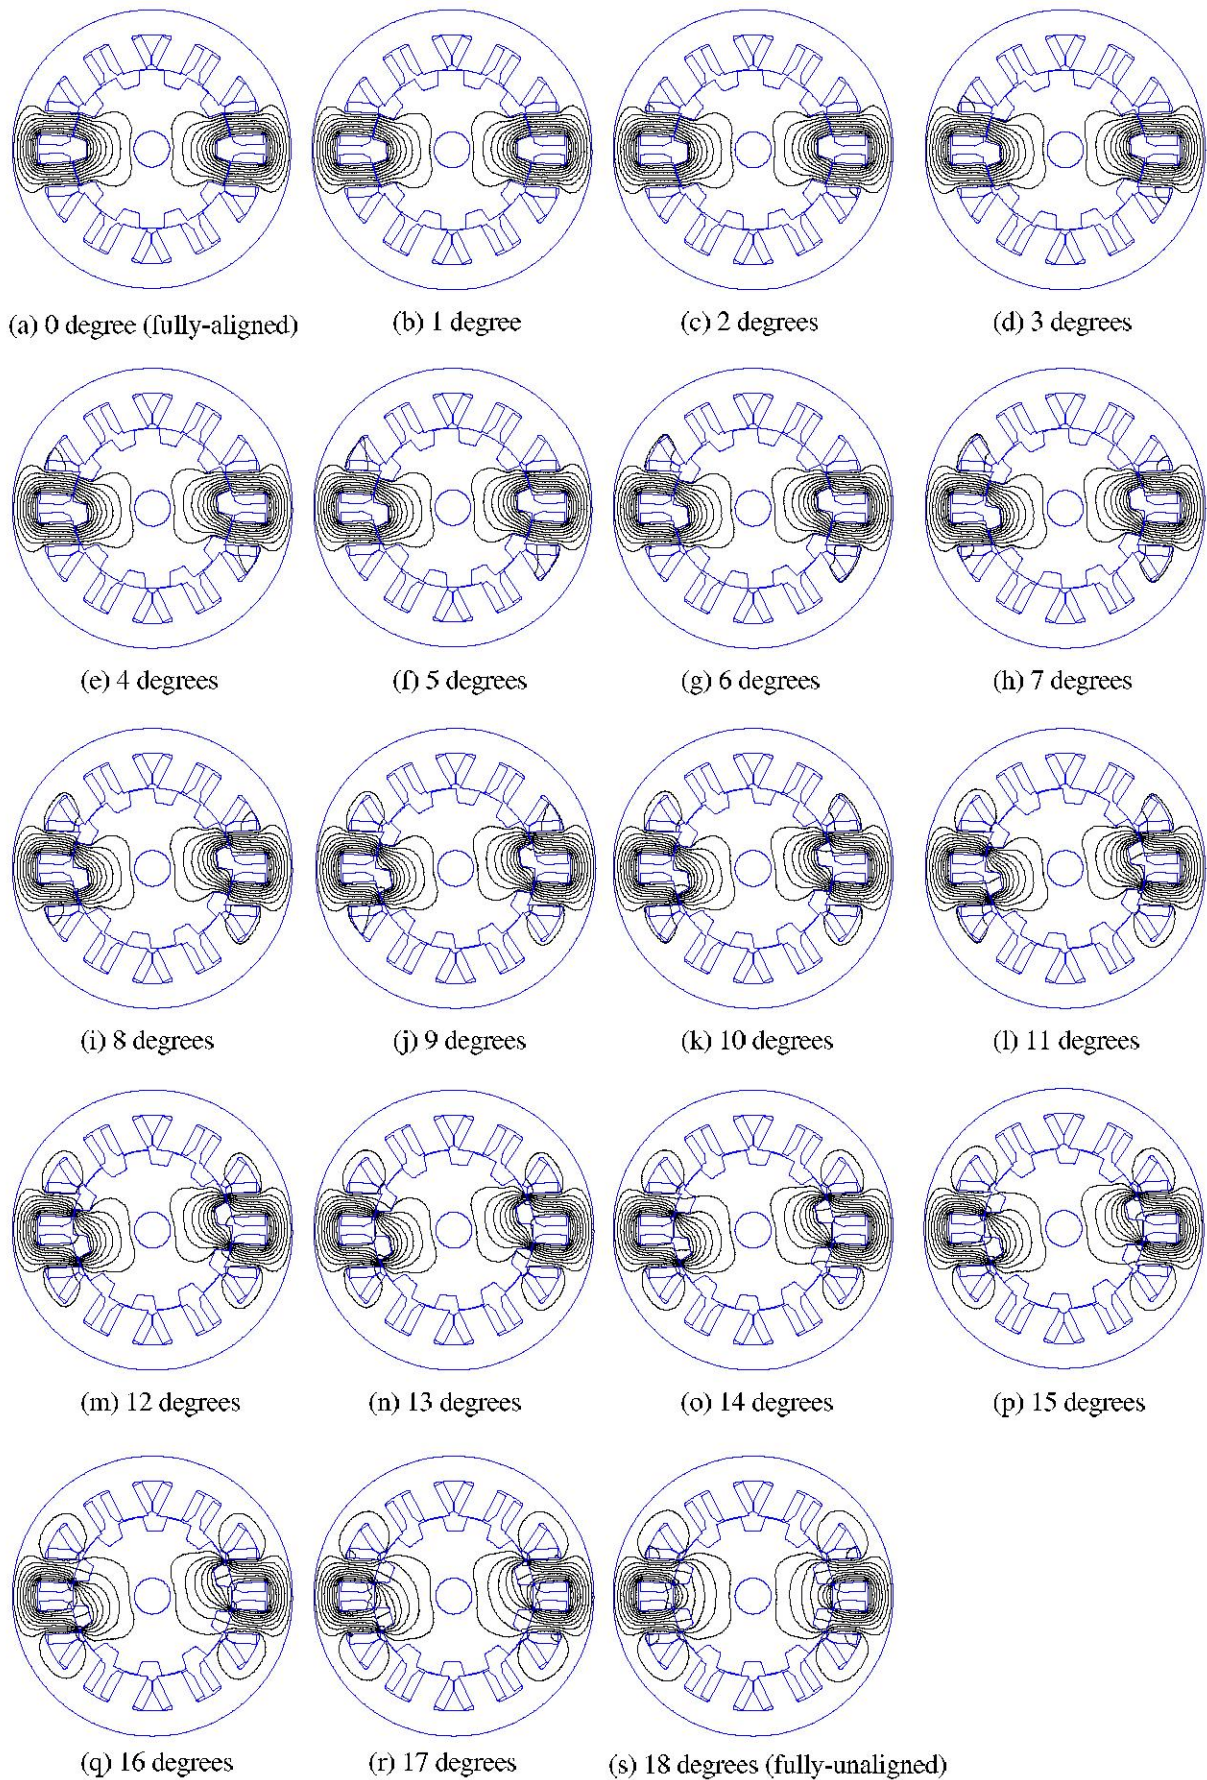 (a) 0 degree (fully-aligned)
(b) 1 degree
(c) 2 degrees
(d) 3 degrees
(e) 4 degrees
(f) 5 degrees
(g) 6 degrees
(h) 7 degrees
(i) 8 degrees
(j) 9 degrees
(k) 10 degrees
(l) 11 degrees
(m) 12 degrees
(n) 13 degrees
(o) 14 degrees
(p) 15 degrees
(q) 16 degrees
(r) 17 degrees
(s) 18 degrees (fully-unaligned)